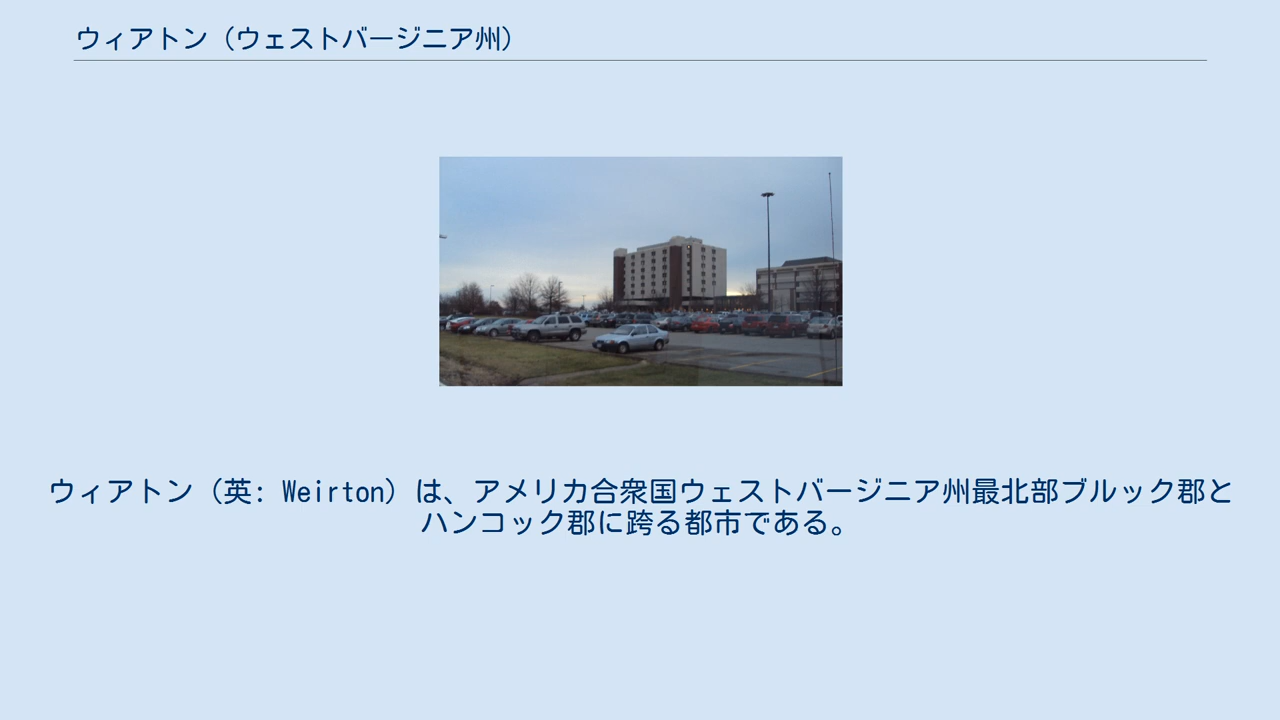 ウィアトン（ウェストバージニア州）
ウィアトン（英: Weirton）は、アメリカ合衆国ウェストバージニア州最北部ブルック郡と
ハンコック郡に跨る都市である。